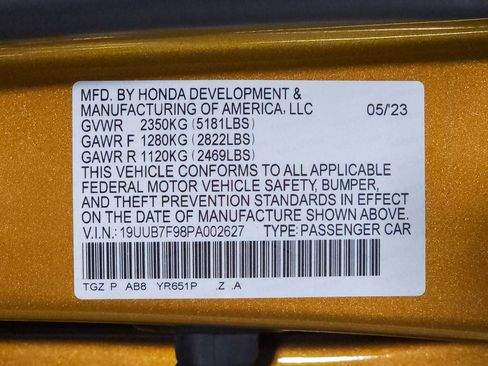 MFD. BY HONDA DEVELOPMENT &
MANUFACTURING OF AMERICA, LLC 05/'23
GVWR 2350KG (5181LBS)
GAWR F 1280KG (2822LBS)
GAWR R 1120KG (2469LBS)
THIS VEHICLE CONFORMS TO ALL APPLICABLE
FEDERAL MOTOR VEHICLE SAFETY, BUMPER,
AND THEFT PREVENTION STANDARDS IN EFFECT
ON THE DATE OF MANUFACTURE SHOWN ABOVE.
V.I.N.: 19UUB7F98PA002627 TYPE: PASSENGER CAR
TGZ P AB8 YR651P .Z .A